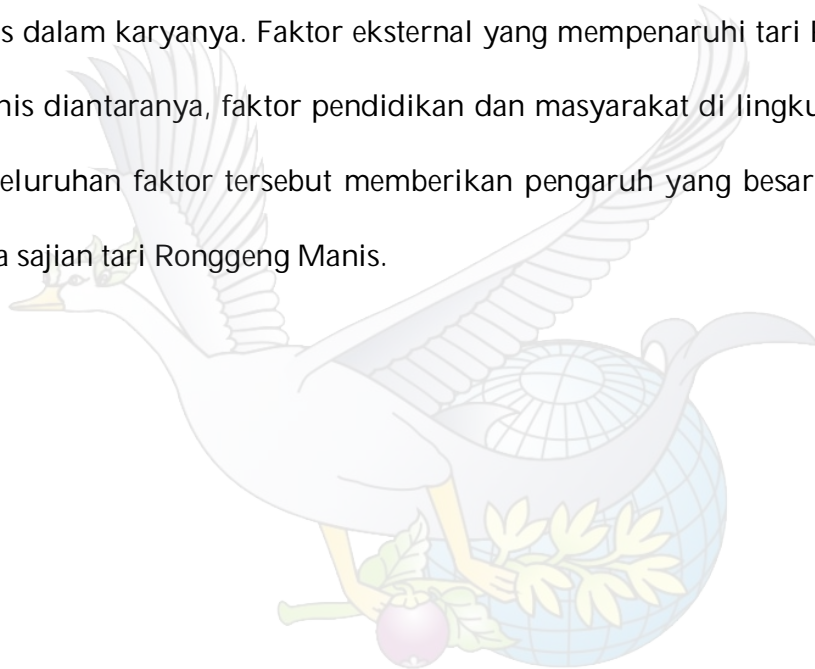 s dalam karyanya. Faktor eksternal yang mempenaruhi tari
nis diantaranya, faktor pendidikan dan masyarakat di lingku
eluruhan faktor tersebut memberikan pengaruh yang besar
a sajian tari Ronggeng Manis.